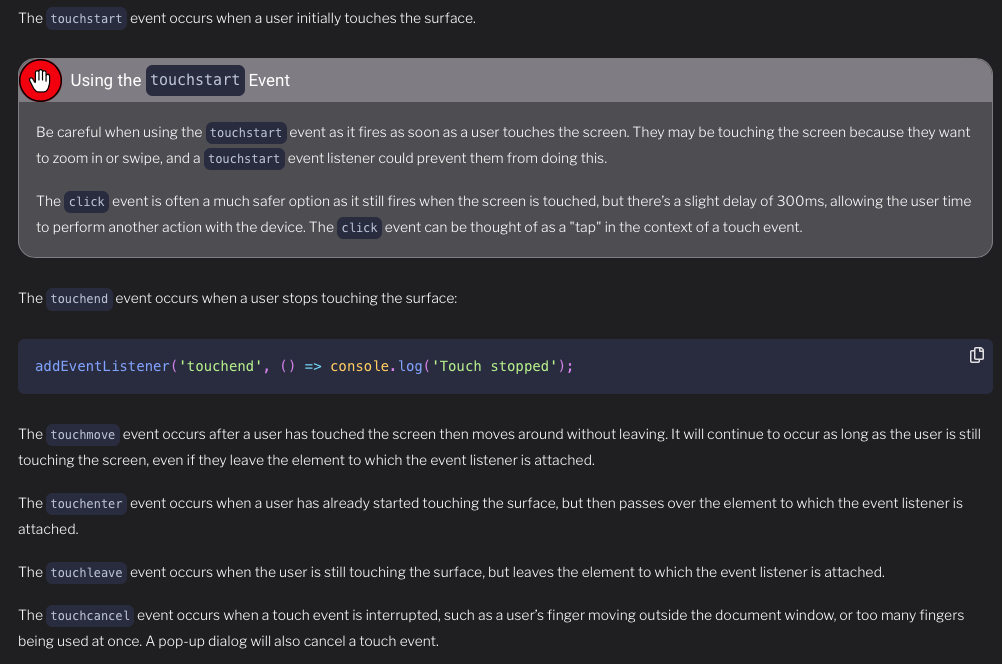 The touchstart event occurs when a user initially touches the surface.
Using the touchstart Event
Be careful when using the touchstart event as it fires as soon as a user touches the screen. They may be touching the screen because they want
to zoom in or swipe, and a touchstart event listener could prevent them from doing this.
The click event is often a much safer option as it still fires when the screen is touched, but there’s a slight delay of 300ms, allowing the user time
to perform another action with the device. The click event can be thought of as a "tap" in the context of a touch event.
The touchend event occurs when a user stops touching the surface:
addEventListener('touchend', () => console.log('Touch stopped');
The touchmove event occurs after a user has touched the screen then moves around without leaving. It will continue to occur as long as the user is still
touching the screen, even if they leave the element to which the event listener is attached.
The touchenter event occurs when a user has already started touching the surface, but then passes over the element to which the event listener is
attached.
The touchleave event occurs when the user is still touching the surface, but leaves the element to which the event listener is attached.
The touchcancel event occurs when a touch event is interrupted, such as a user’s finger moving outside the document window, or too many fingers
being used at once. A pop-up dialog will also cancel a touch event.